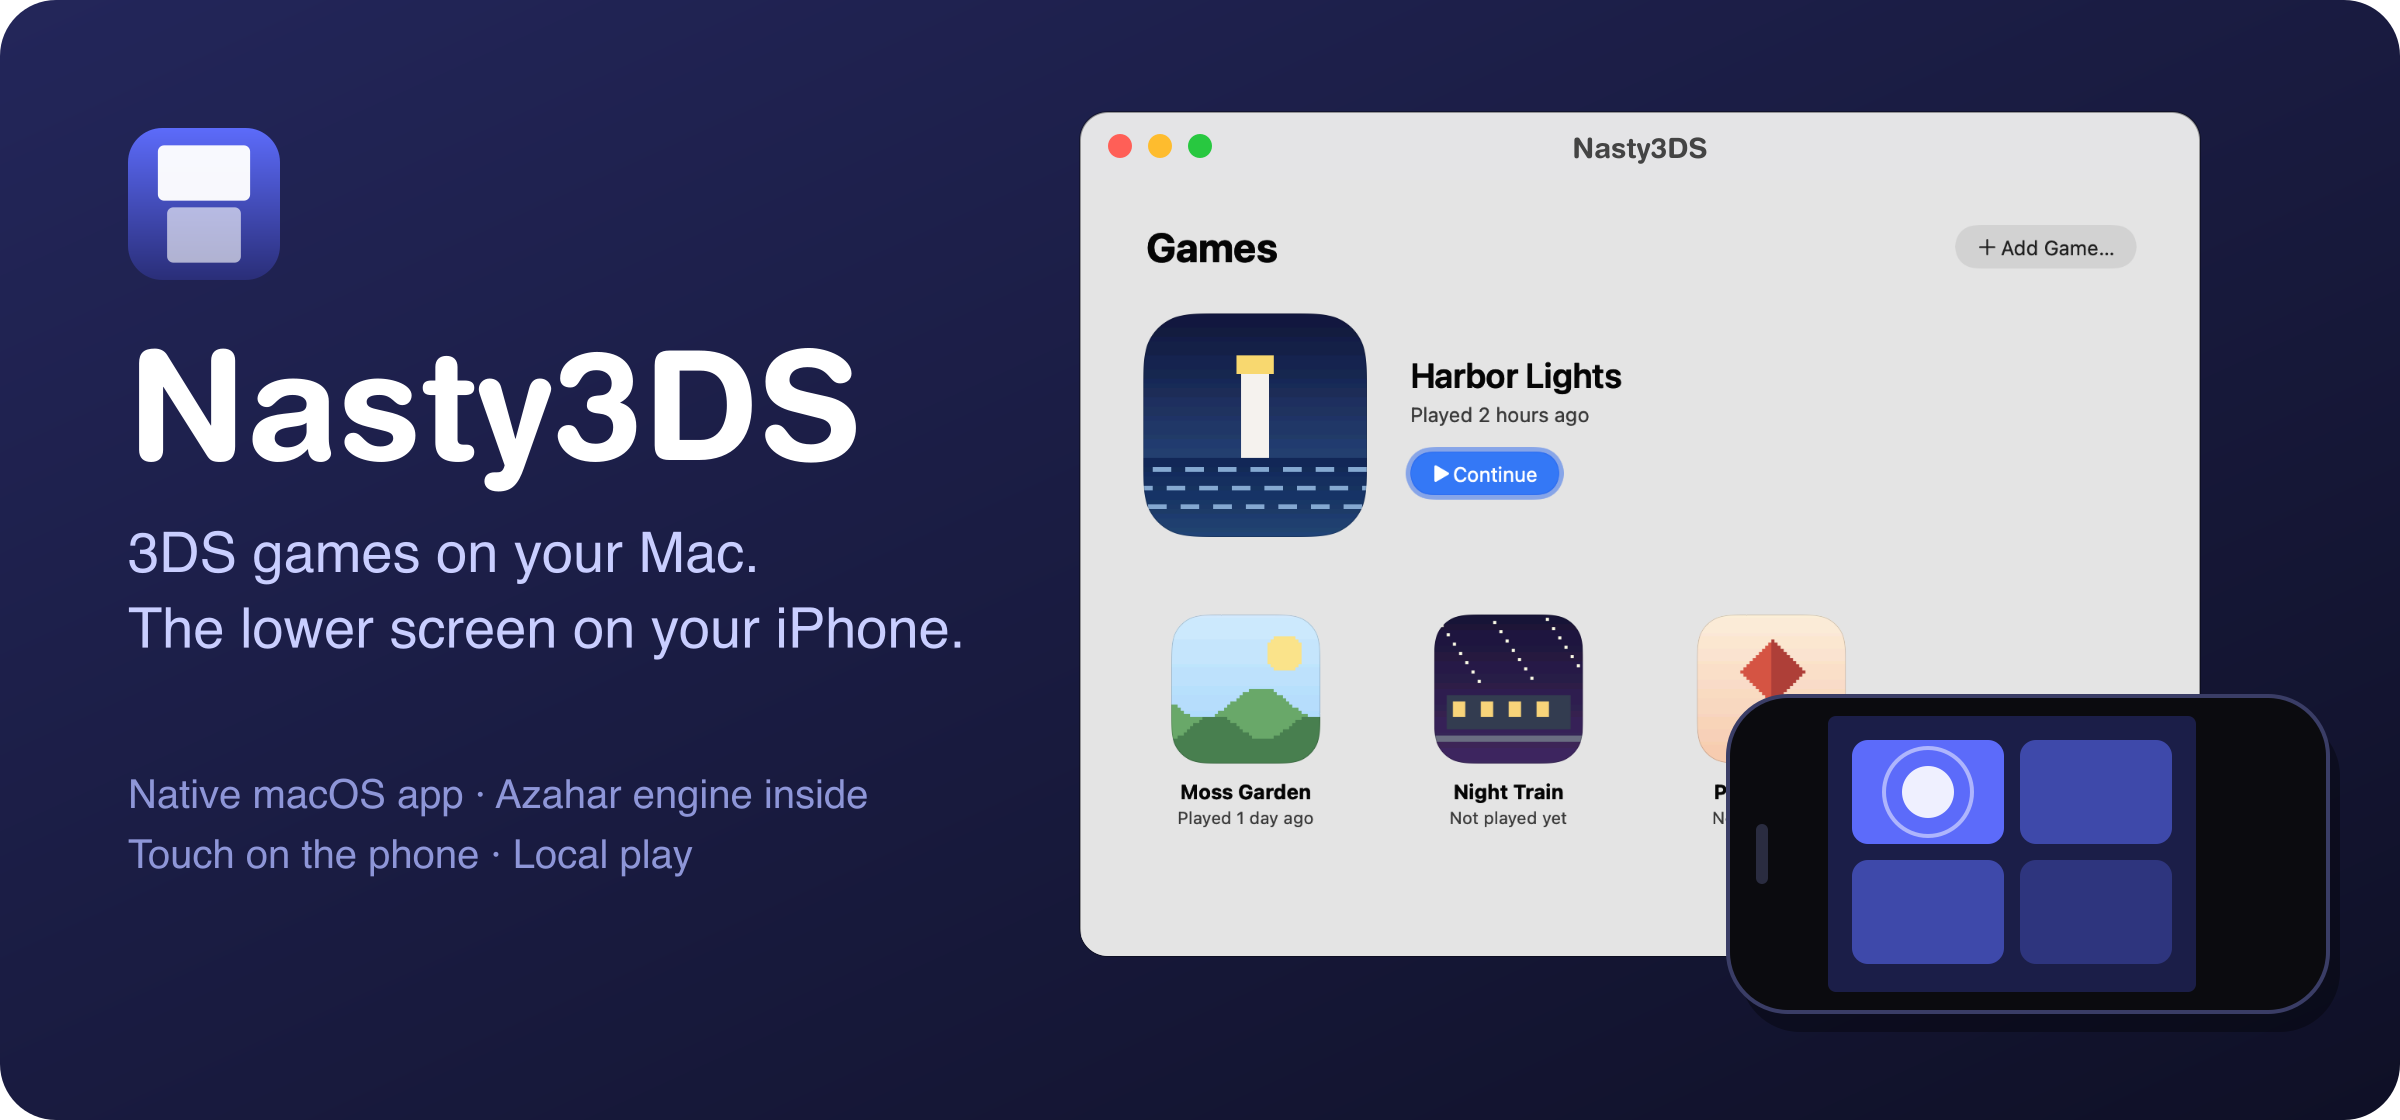 Nasty3DS
3DS games on your Mac.
The lower screen on your iPhone.
Native macOS app · Azahar engine inside
Touch on the phone · Local play
Nasty3DS
Games
+ Add Game...
Harbor Lights
Played 2 hours ago
Continue
Moss Garden
Played 1 day ago
Night Train
Not played yet